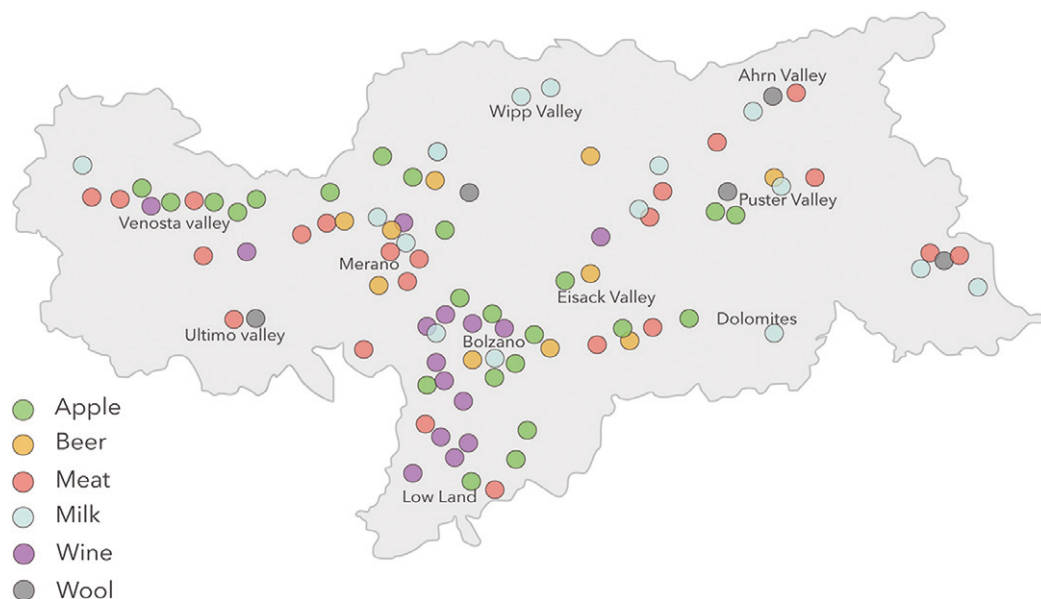 Ahrn Valley
Wipp Valley
Puster Valley
Venosta valley
Merano
Eisack Valley
Dolomites
Ultimo valley
Bolzano
Low Land
Apple
Beer
Meat
Milk
Wine
Wool